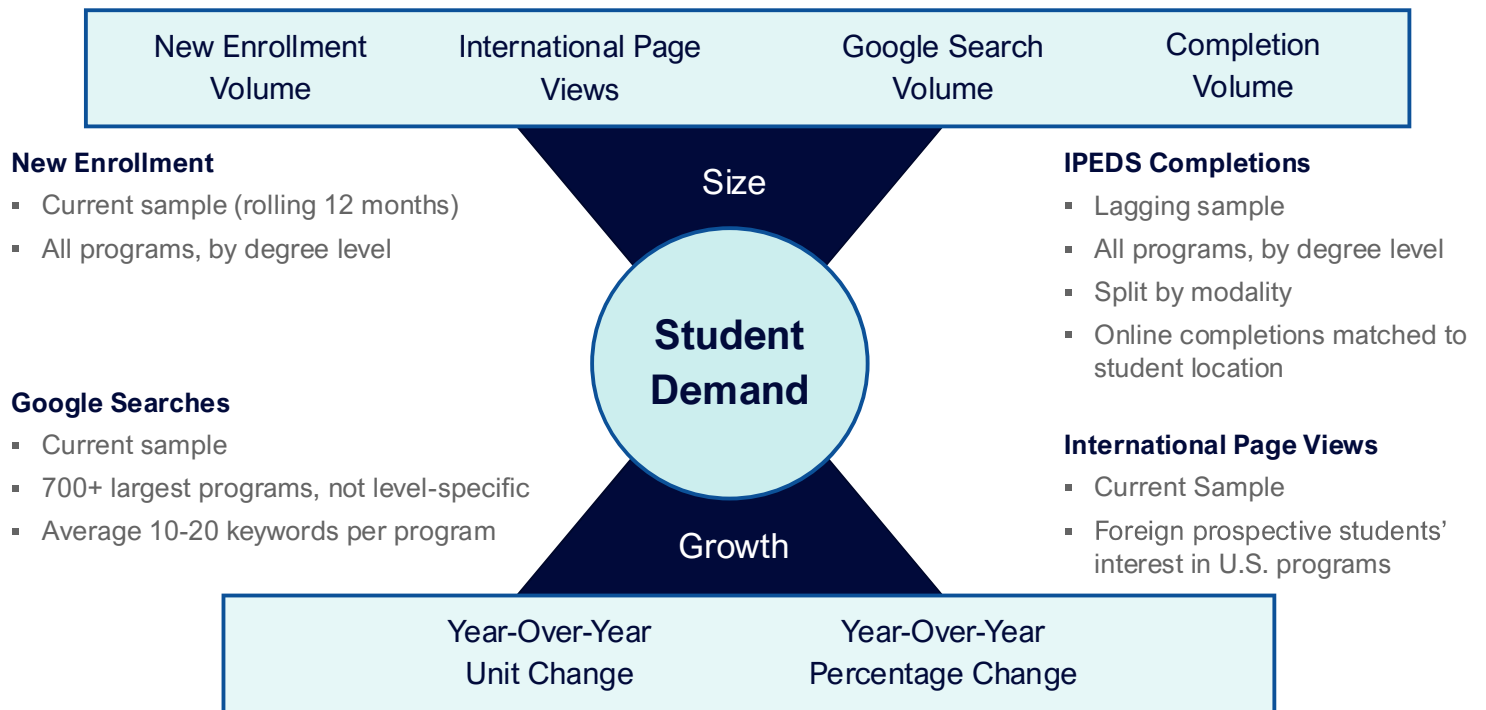 New Enrollment
Volume
International Page
Views
Google Search
Volume
Completion
Volume
Size
New Enrollment
▪ Current sample (rolling 12 months)
▪ All programs, by degree level
Google Searches
▪ Current sample
▪ 700+ largest programs, not level-specific
▪ Average 10-20 keywords per program
Student
Demand
IPEDS Completions
▪ Lagging sample
▪ All programs, by degree level
▪ Split by modality
▪ Online completions matched to
student location
International Page Views
▪ Current Sample
▪ Foreign prospective students’
interest in U.S. programs
Growth
Year-Over-Year
Unit Change
Year-Over-Year
Percentage Change